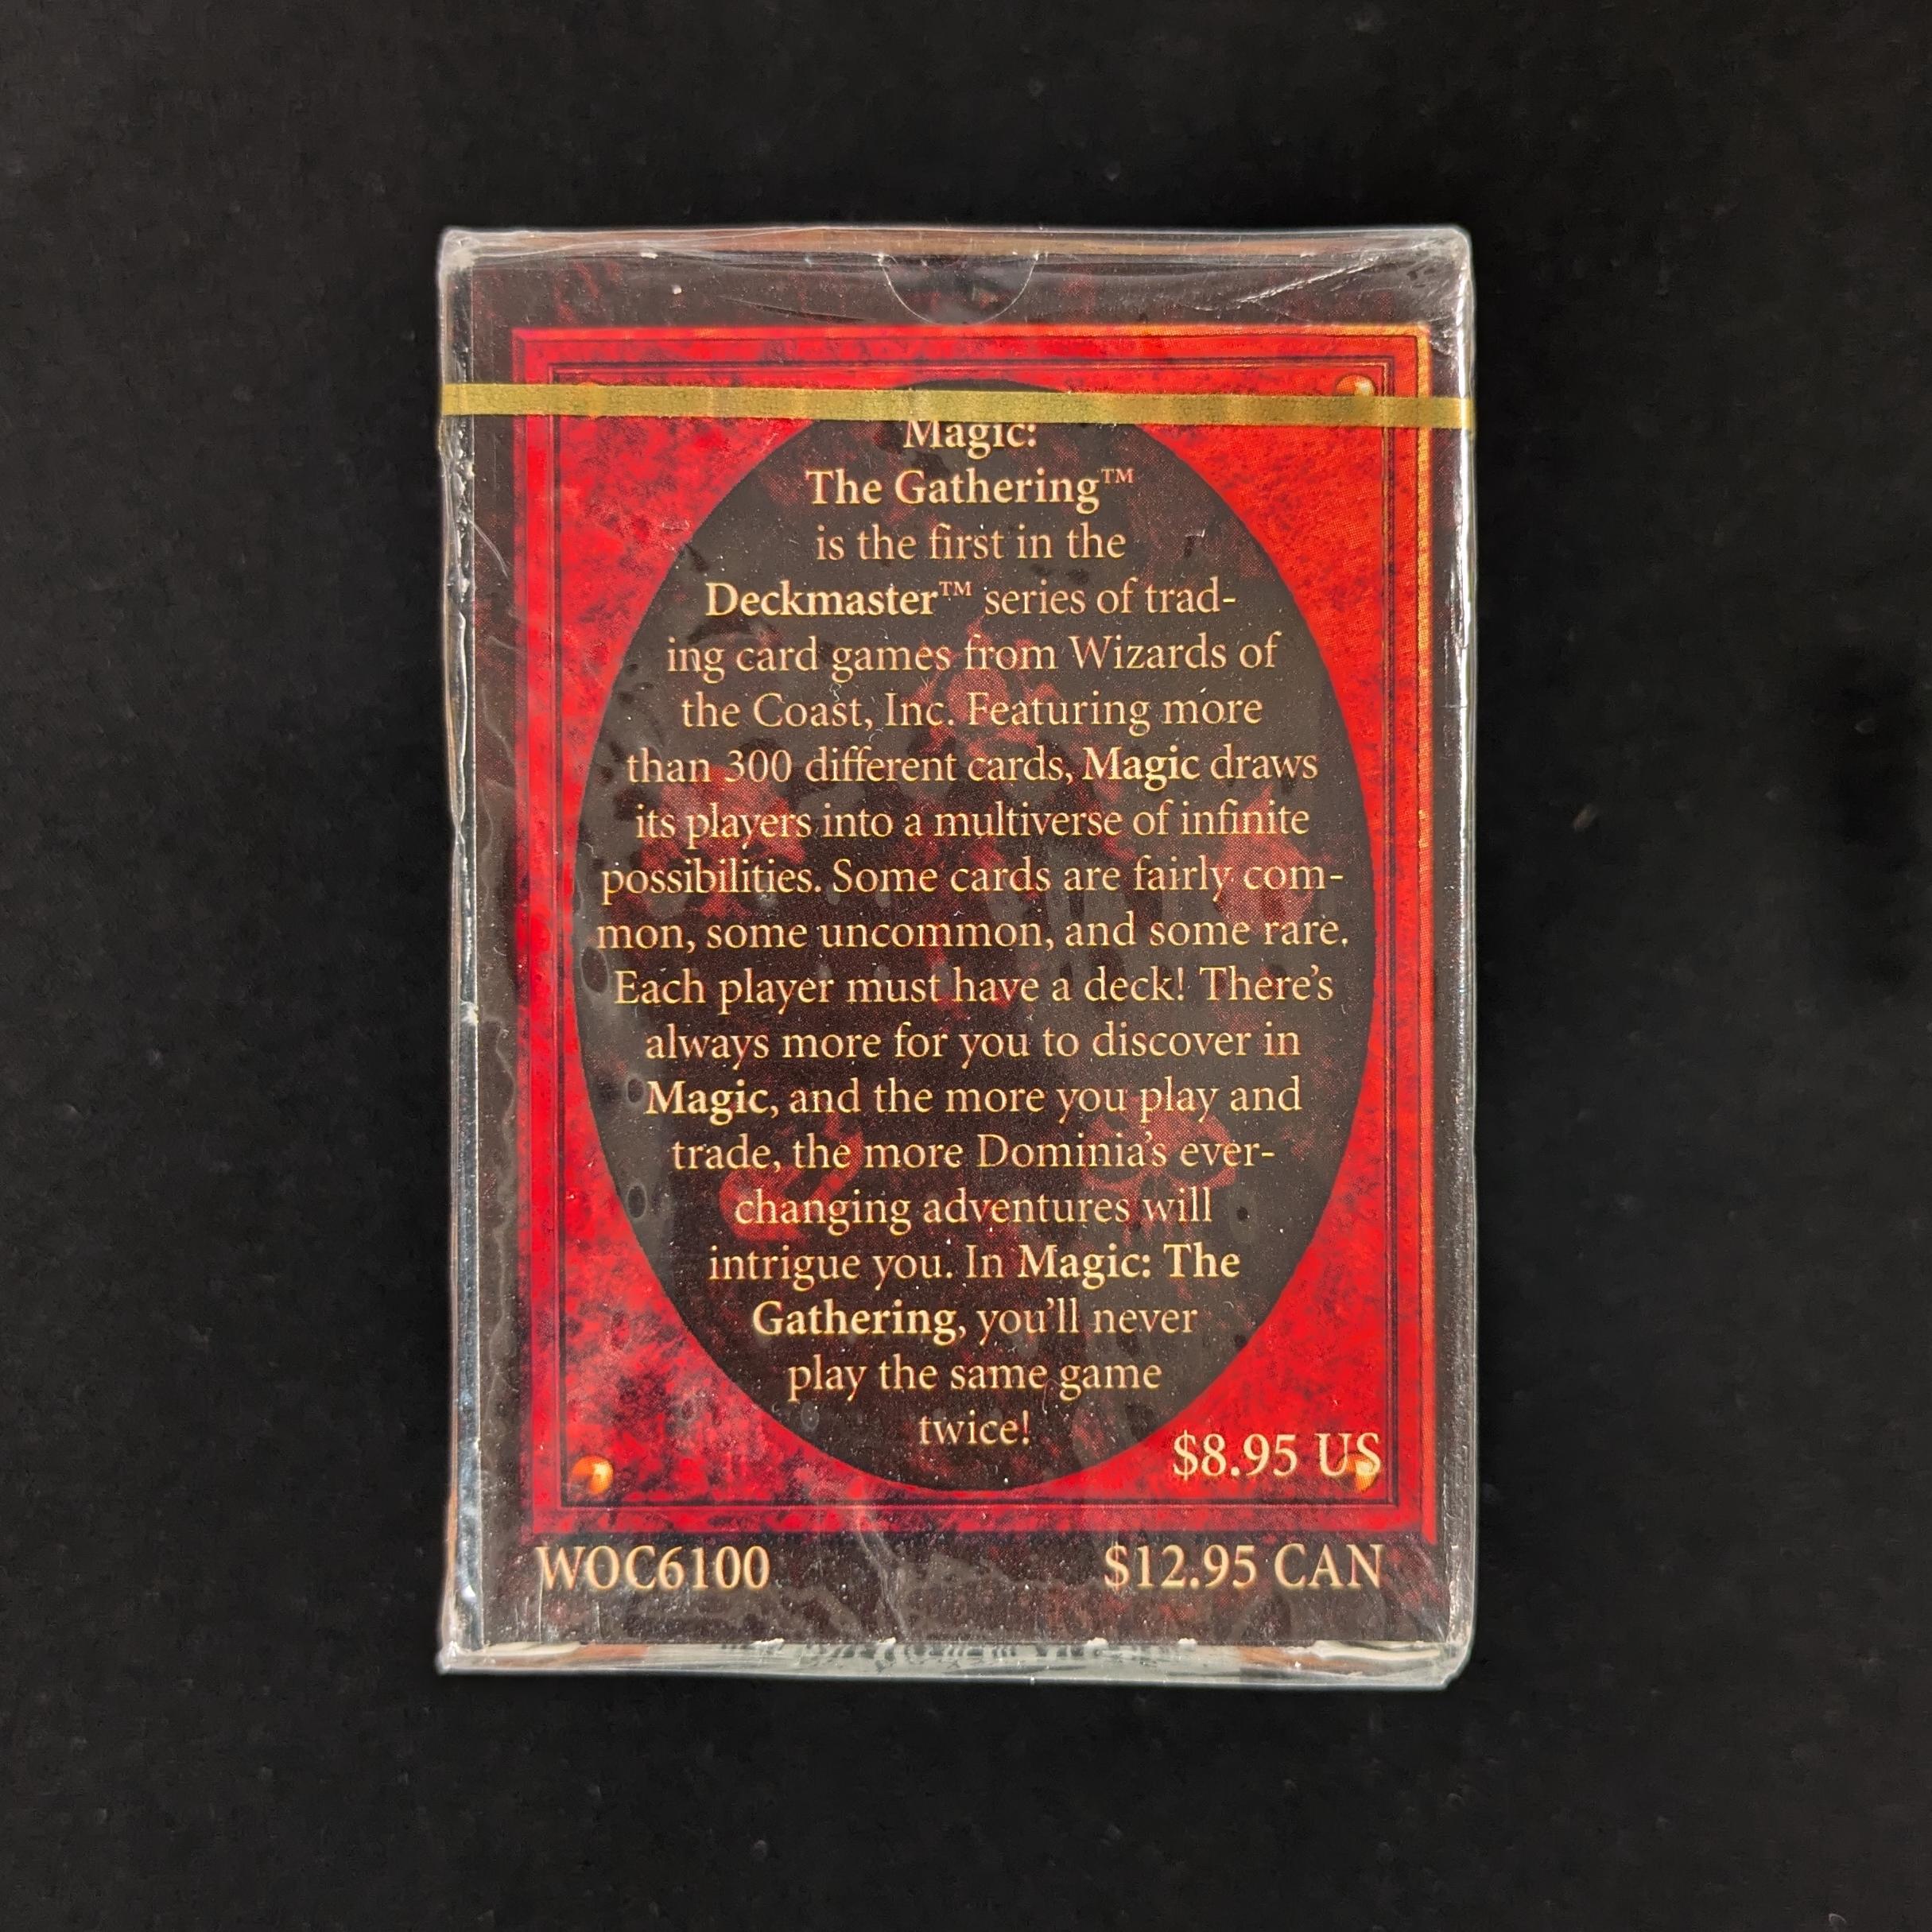 Magic:
The Gathering™
is the first in the
Deckmaster™ series of trad-
ing card games from Wizards of
the Coast, Inc. Featuring more
than 300 different cards, Magic draws
its players into a multiverse of infinite
possibilities. Some cards are fairly com-
mon, some uncommon, and some rare.
Each player must have a deck! There's
always more for you to discover in
Magic, and the more you play and
trade, the more Dominia's ever-
changing adventures will
intrigue you. In Magic: The
Gathering, you'll never
play the same game
twice!
$8.95 US
WOC6100 $12.95 CAN